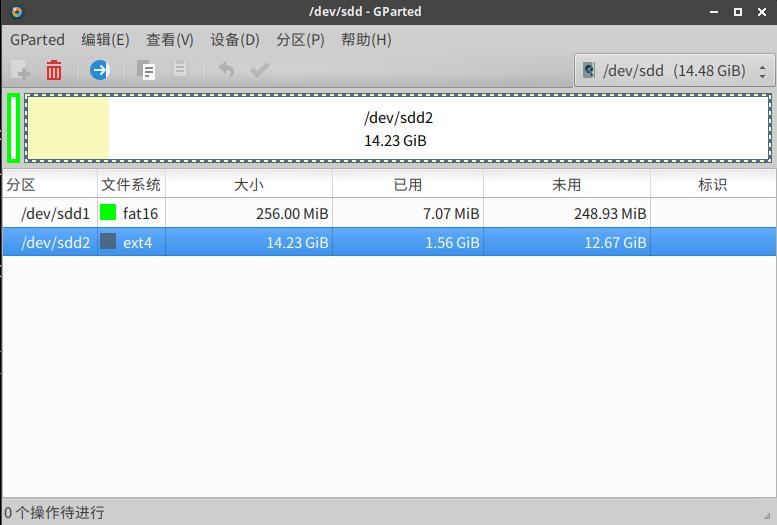 /dev/sdd - GParted
GParted 编辑(E) 查看(V) 设备(D) 分区(P) 帮助(H)
/dev/sdd (14.48 GiB)
/dev/sdd2
14.23 GiB
分区 文件系统 大小 已用 未用 标识
/dev/sdd1 fat16 256.00 MiB 7.07 MiB 248.93 MiB
/dev/sdd2 ext4 14.23 GiB 1.56 GiB 12.67 GiB
0 个操作待进行